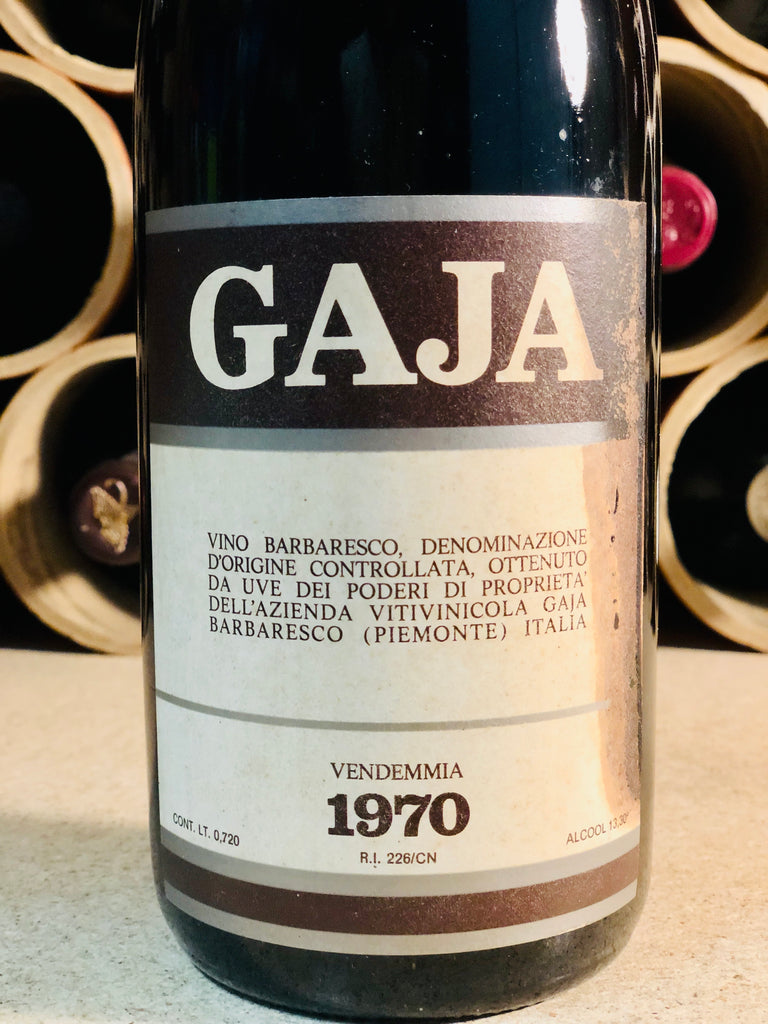 GAJA
VINO BARBARESCO, DENOMINAZIONE
D'ORIGINE CONTROLLATA, OTTENUTO
DA UVE DEI PODERI DI PROPRIETA'
DELL'AZIENDA VITIVINICOLA GAJA
BARBARESCO (PIEMONTE) ITALIA
VENDEMMIA
1970
CONT. LT. 0,720
ALCOOL 13,30°
R.I. 226/CN